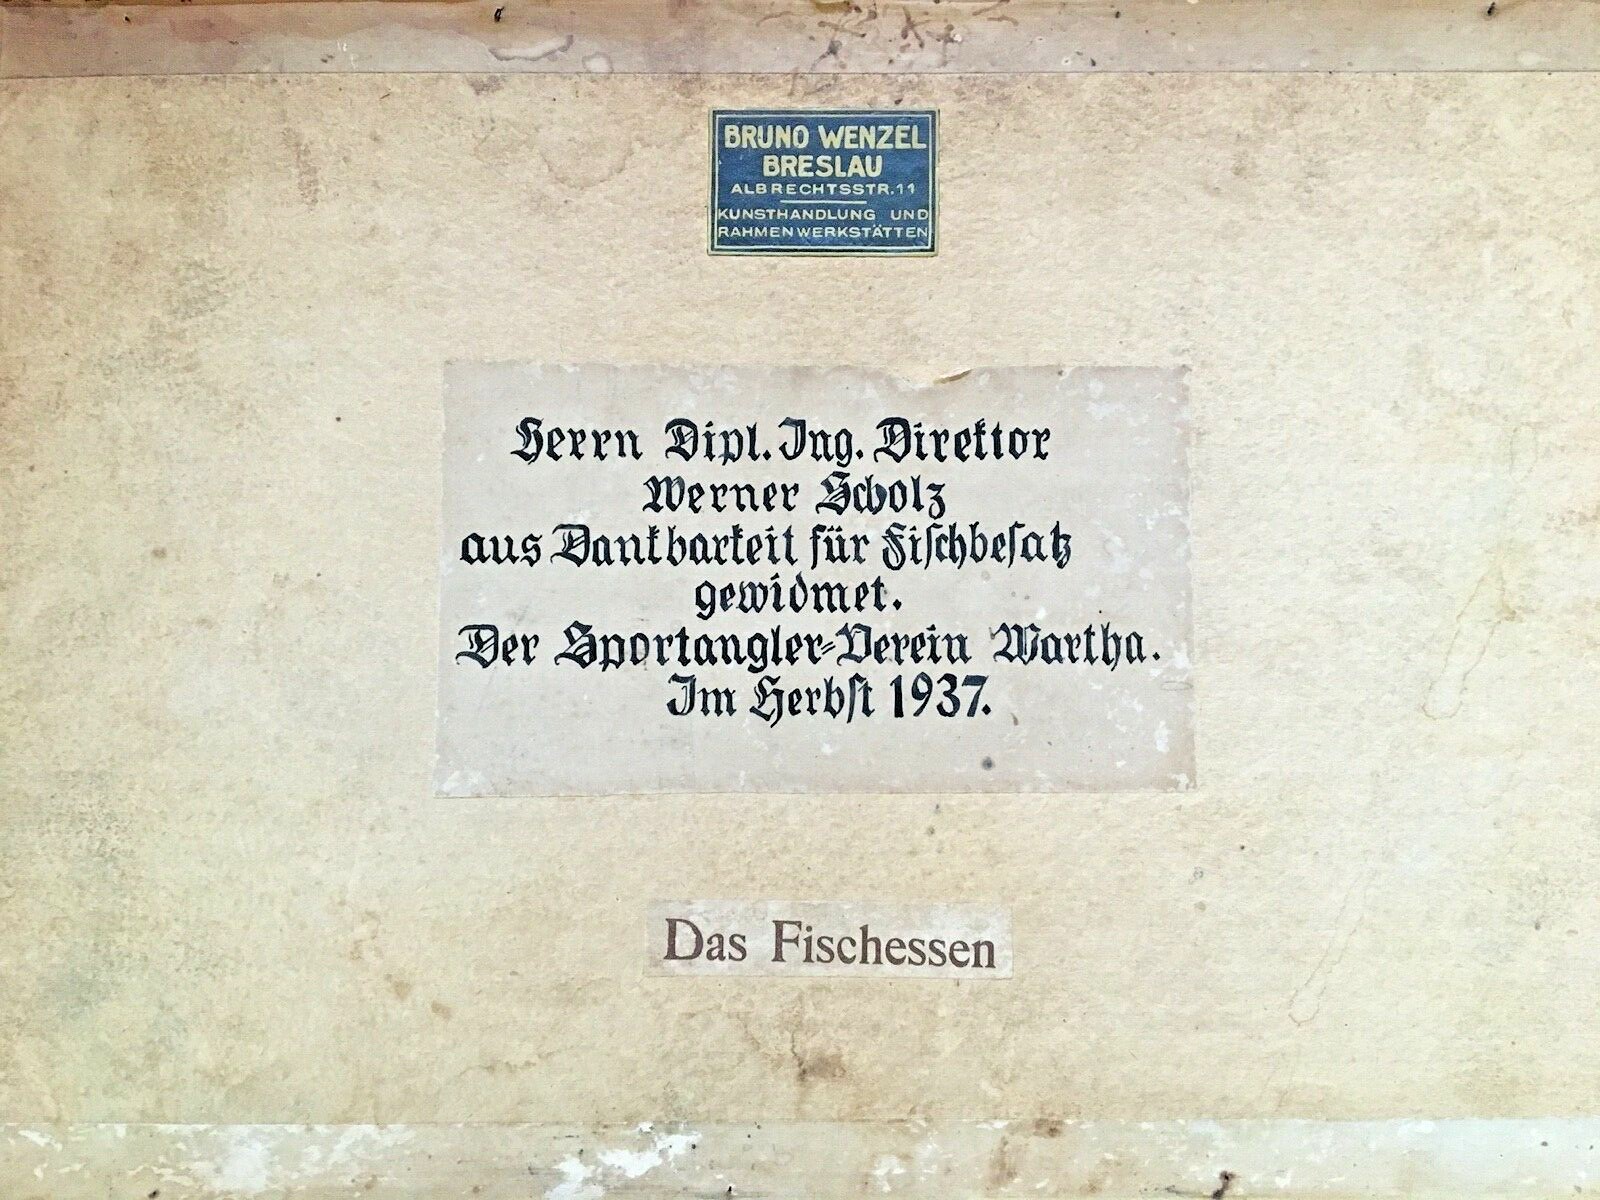 BRUNO WENZEL
BRESLAU
ALBRECHTSSTR.11
KUNSTHANDLUNG UND
RAHMENWERKSTÄTTEN
Herrn Dipl. Ing. Direktor
Werner Scholz
aus Dankbarkeit für Fiſchbeſatz
gewidmet.
Der Sportangler-Verein Wartha.
Im Herbſt 1937.
Das Fischessen